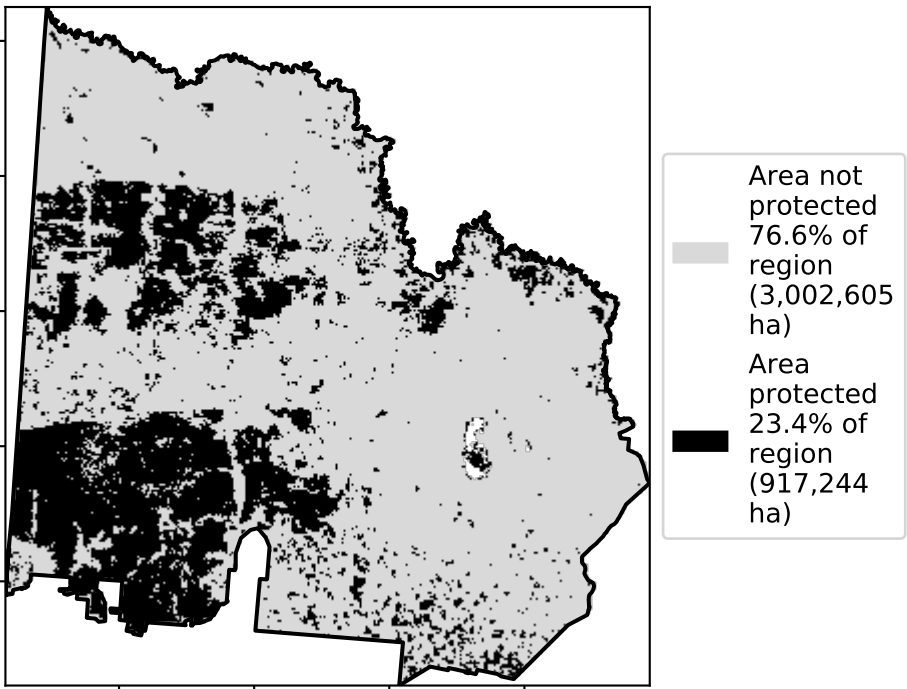 Area not
protected
76.6% of
region
(3,002,605
ha)
Area
protected
23.4% of
region
(917,244
ha)